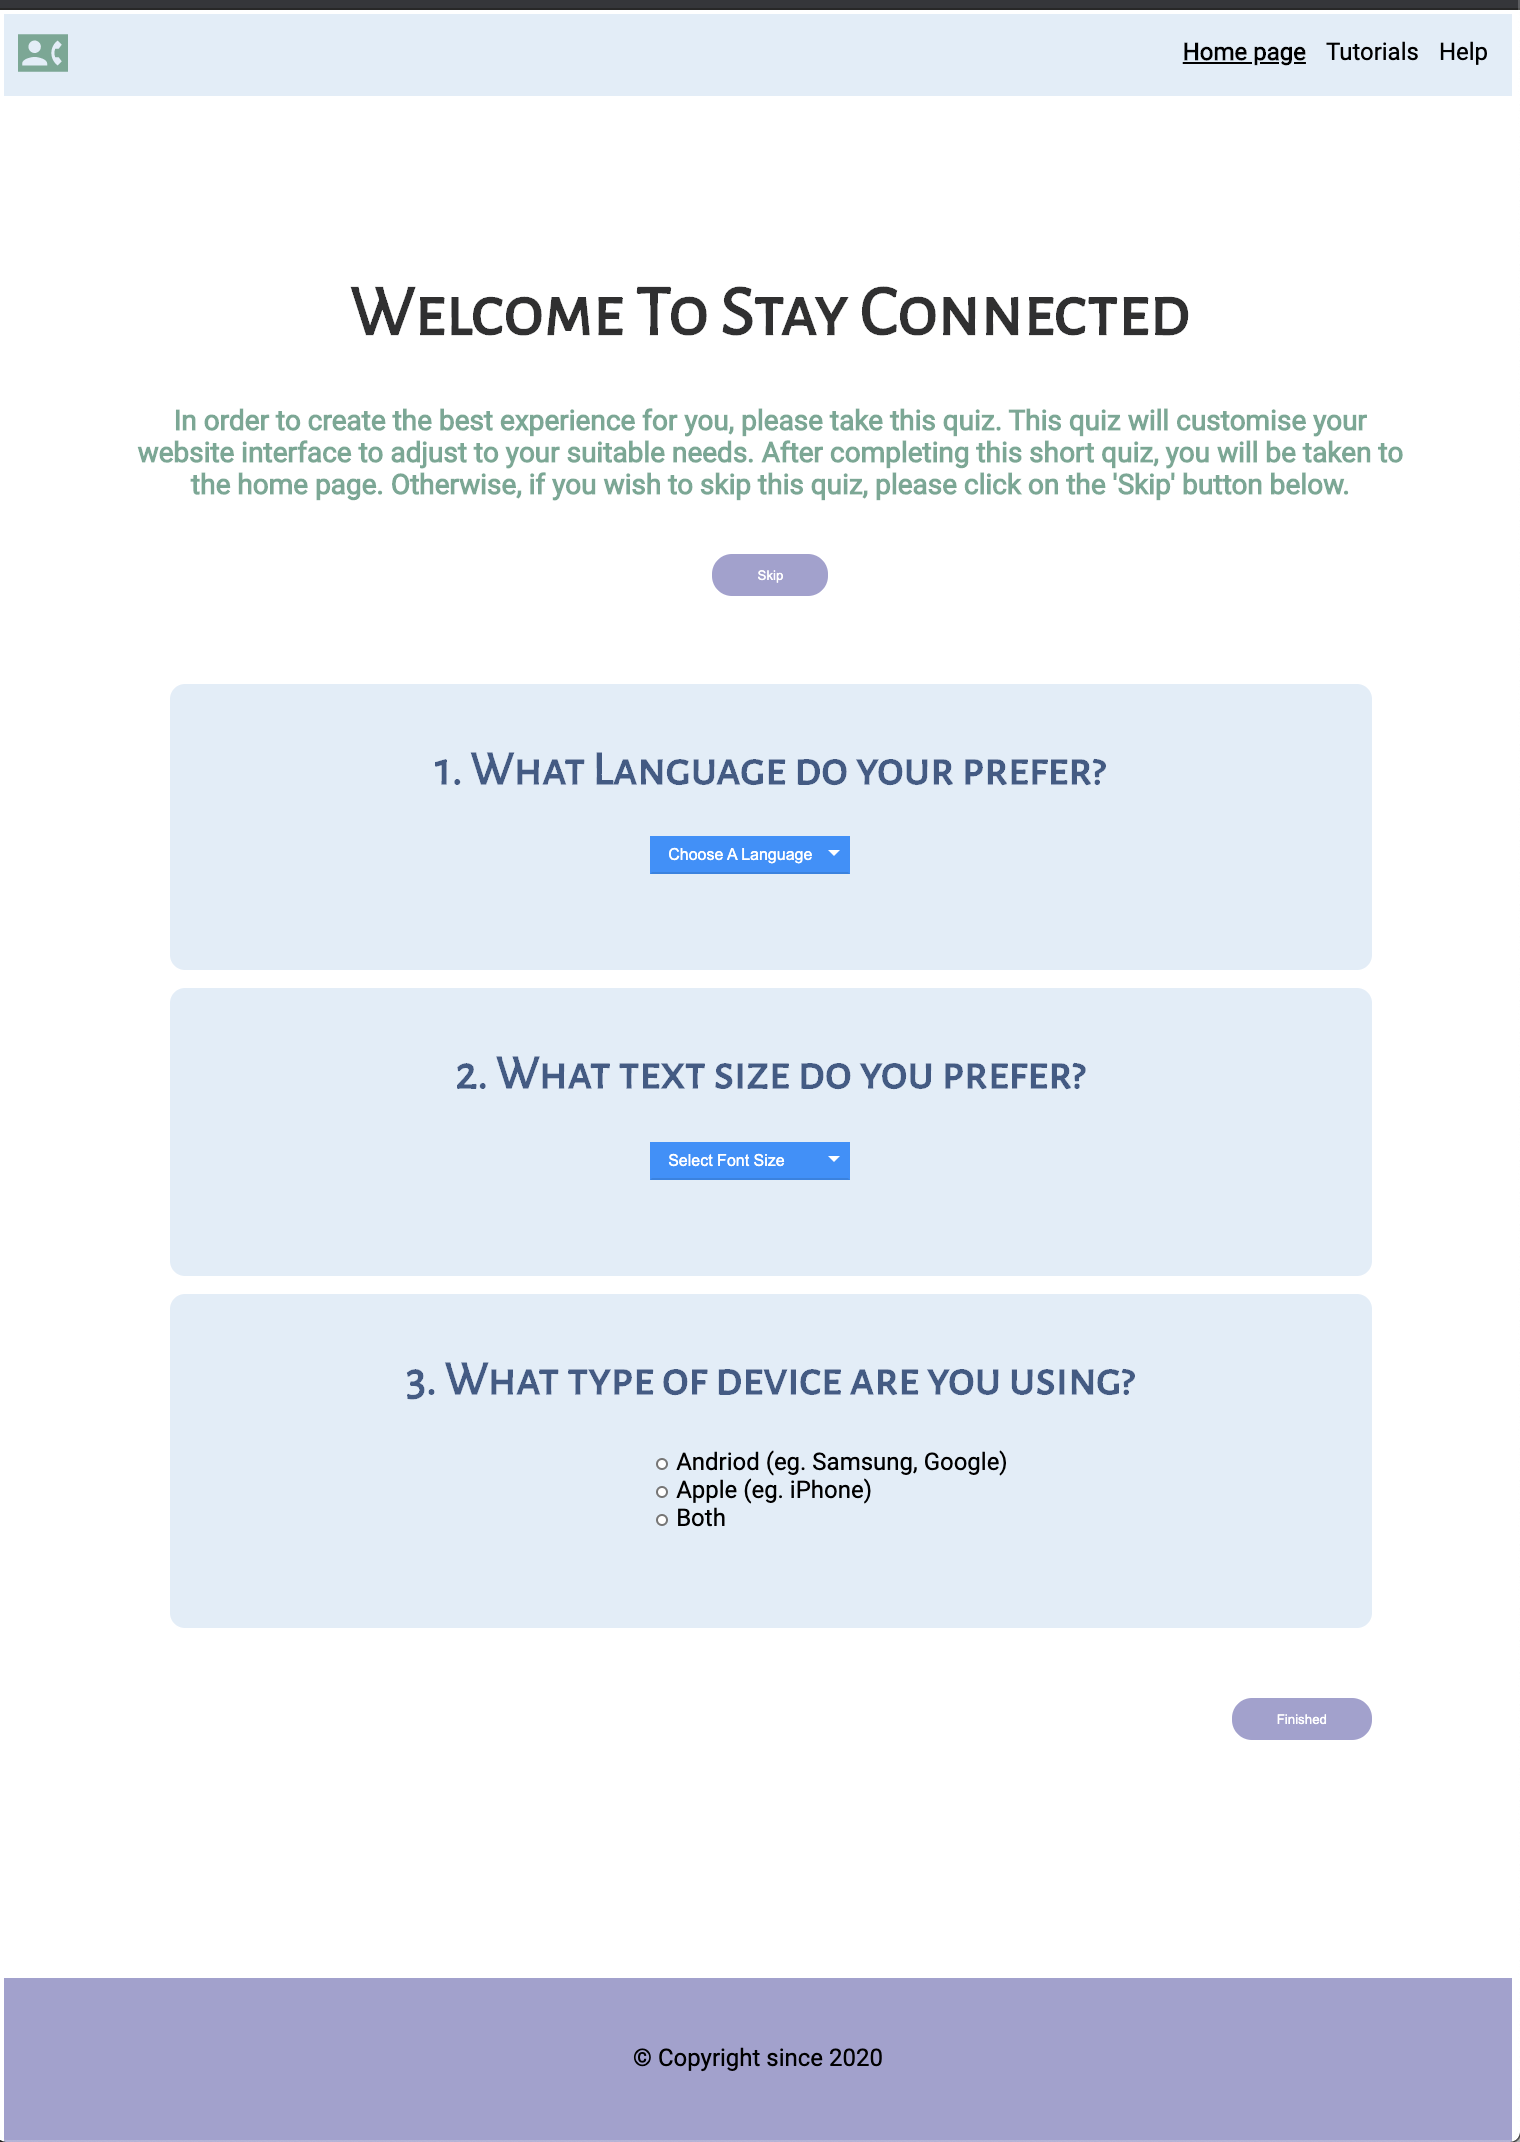 Home page Tutorials Help
Welcome To Stay Connected
In order to create the best experience for you, please take this quiz. This quiz will customise your
website interface to adjust to your suitable needs. After completing this short quiz, you will be taken to
the home page. Otherwise, if you wish to skip this quiz, please click on the 'Skip' button below.
Skip
1. What Language do your prefer?
Choose A Language
2. What text size do you prefer?
Select Font Size
3. What type of device are you using?
Andriod (eg. Samsung, Google)
Apple (eg. iPhone)
Both
Finished
© Copyright since 2020